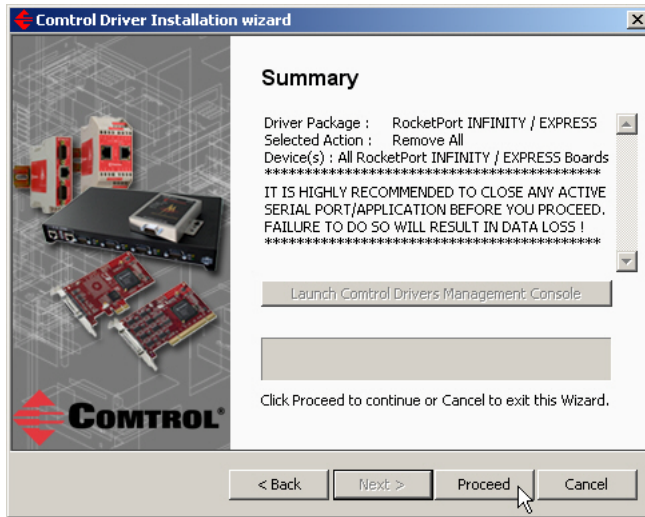 Comtrol Driver Installation wizard
Summary
Driver Package : RocketPort INFINITY / EXPRESS
Selected Action : Remove All
Device(s) : All RocketPort INFINITY / EXPRESS Boards
******************************************
IT IS HIGHLY RECOMMENDED TO CLOSE ANY ACTIVE
SERIAL PORT/APPLICATION BEFORE YOU PROCEED.
FAILURE TO DO SO WILL RESULT IN DATA LOSS !
******************************************
Launch Comtrol Drivers Management Console
Click Proceed to continue or Cancel to exit this Wizard.
COMTROL®
< Back
Next >
Proceed
Cancel